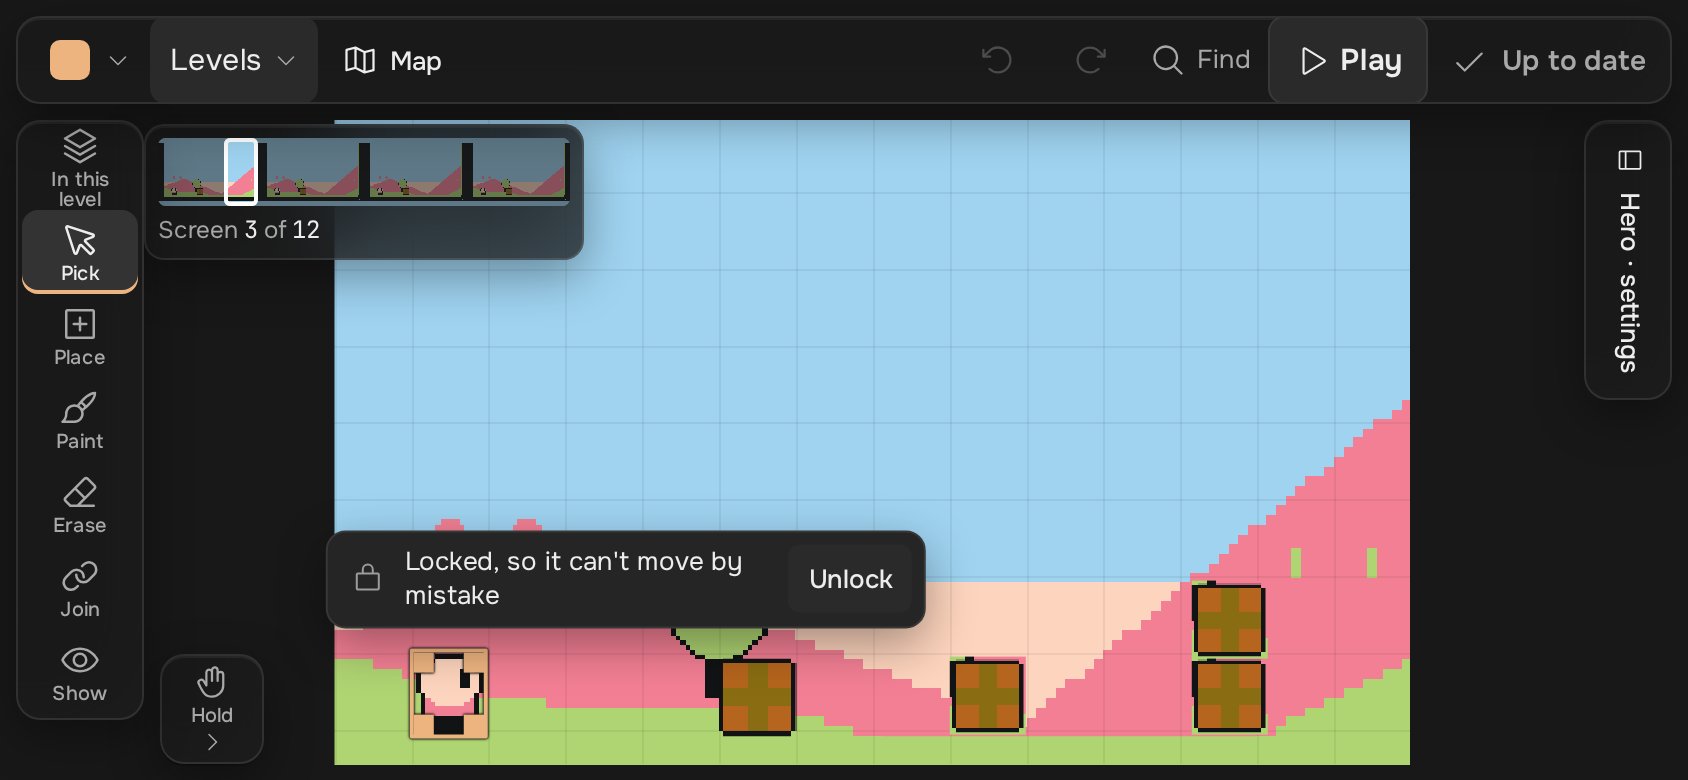 Levels
Map
Find
Play
Up to date
In this
level
Pick
Place
Paint
Erase
Join
Show
Screen 3 of 12
Hero · settings
Locked, so it can't move by
mistake
Unlock
Hold